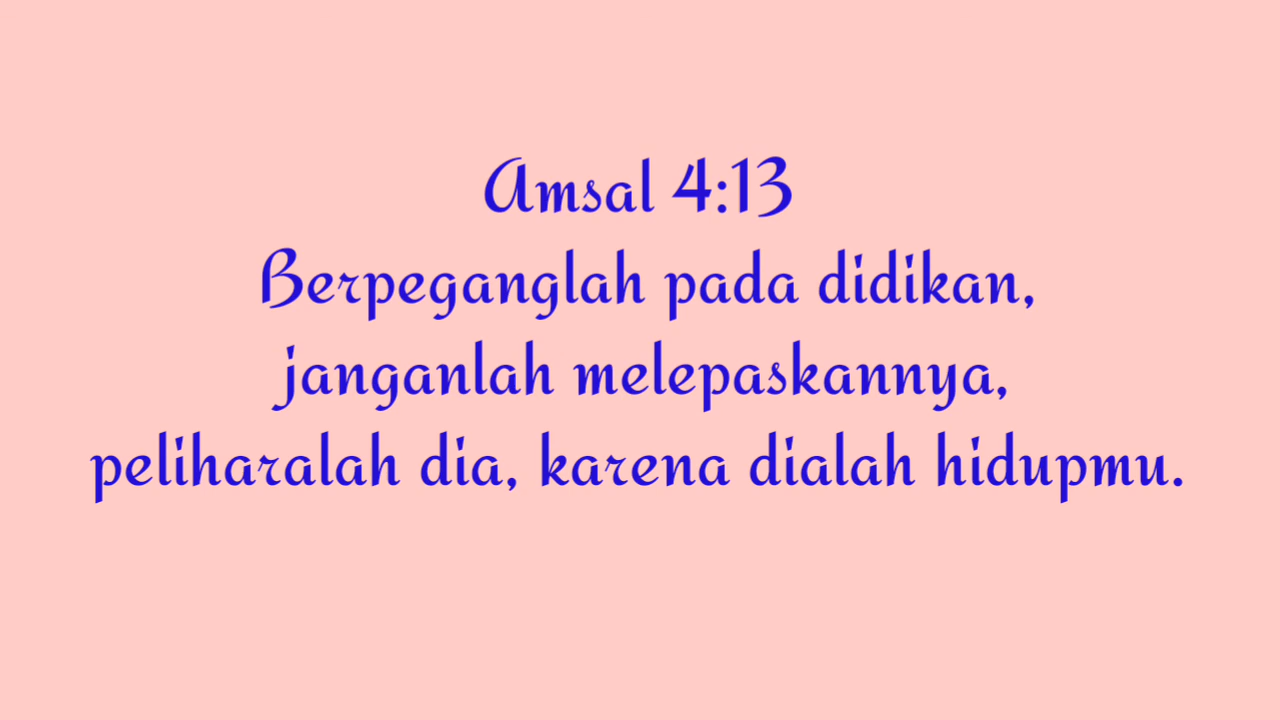 Amsal 4:13
Berpeganglah pada didikan,
janganlah melepaskannya,
peliharalah dia, karena dialah hidupmu.